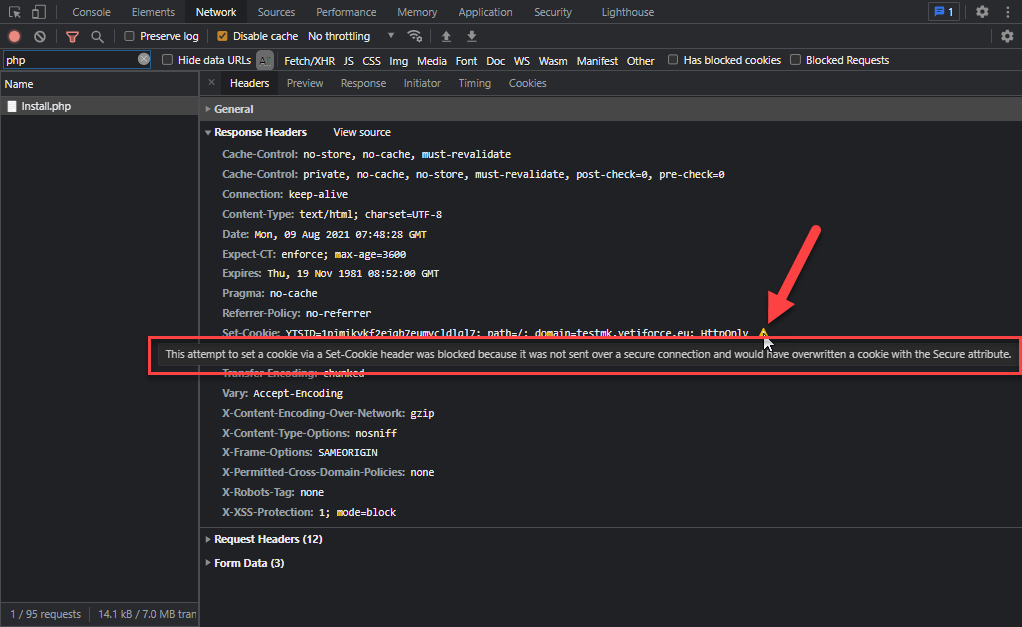 Console Elements Network Sources Performance Memory Application Security Lighthouse 1
Preserve log Disable cache No throttling
php Hide data URLs All Fetch/XHR JS CSS Img Media Font Doc WS Wasm Manifest Other Has blocked cookies Blocked Requests
Name
Install.php
Headers Preview Response Initiator Timing Cookies
General
Response Headers View source
Cache-Control: no-store, no-cache, must-revalidate
Cache-Control: private, no-cache, no-store, must-revalidate, post-check=0, pre-check=0
Connection: keep-alive
Content-Type: text/html; charset=UTF-8
Date: Mon, 09 Aug 2021 07:48:28 GMT
Expect-CT: enforce; max-age=3600
Expires: Thu, 19 Nov 1981 08:52:00 GMT
Pragma: no-cache
Referrer-Policy: no-referrer
Set-Cookie: path=/; domain=testmk.yetiforce.eu; HttpOnly
This attempt to set a cookie via a Set-Cookie header was blocked because it was not sent over a secure connection and would have overwritten a cookie with the Secure attribute.
Transfer-Encoding: chunked
Vary: Accept-Encoding
X-Content-Encoding-Over-Network: gzip
X-Content-Type-Options: nosniff
X-Frame-Options: SAMEORIGIN
X-Permitted-Cross-Domain-Policies: none
X-Robots-Tag: none
X-XSS-Protection: 1; mode=block
Request Headers (12)
Form Data (3)
1 / 95 requests 14.1 kB / 7.0 MB tran